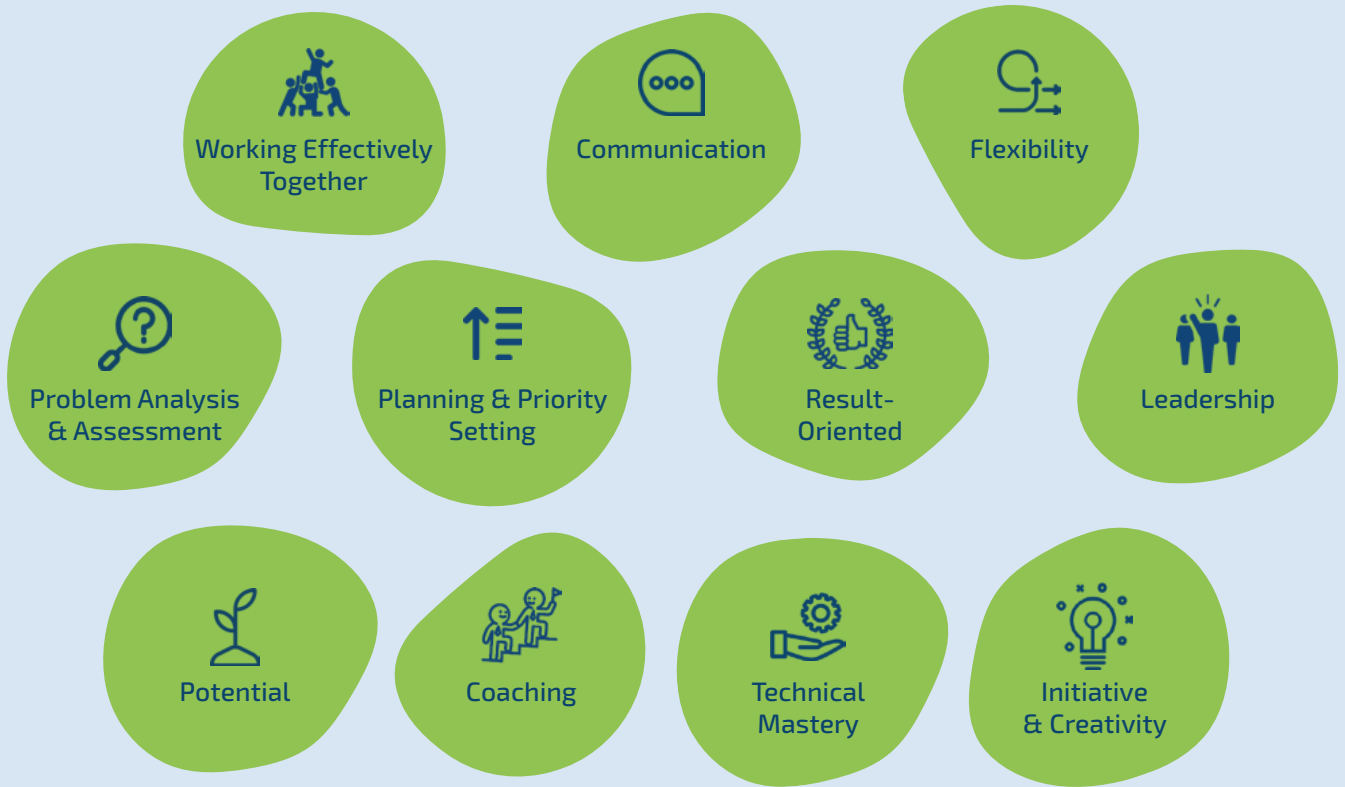 Working Effectively
Together
Communication
Flexibility
Problem Analysis
& Assessment
Planning & Priority
Setting
Result-
Oriented
Leadership
Potential
Coaching
Technical
Mastery
Initiative
& Creativity